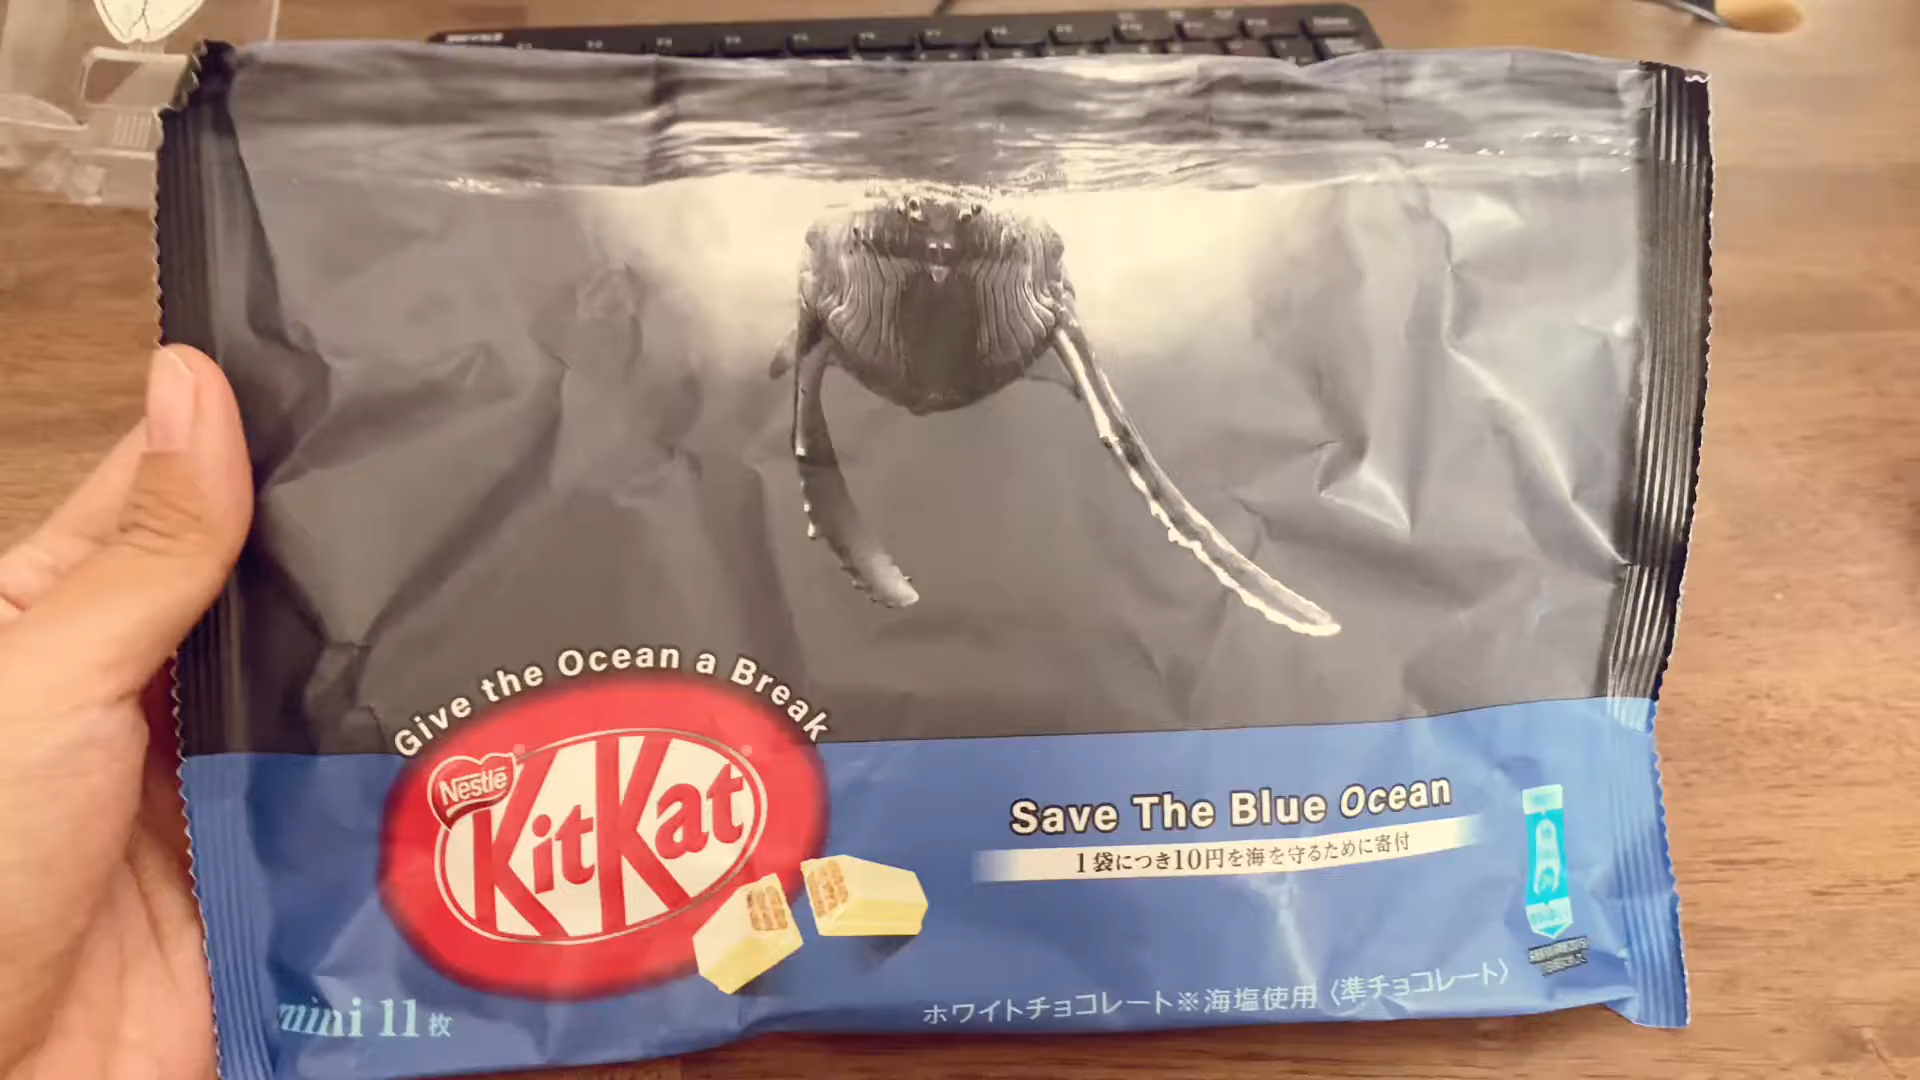 Give the Ocean a Break
Nestlé
KitKat
Save The Blue Ocean
1袋につき10円を海を守るために寄付
mini 11枚
ホワイトチョコレート※海塩使用〈準チョコレート〉